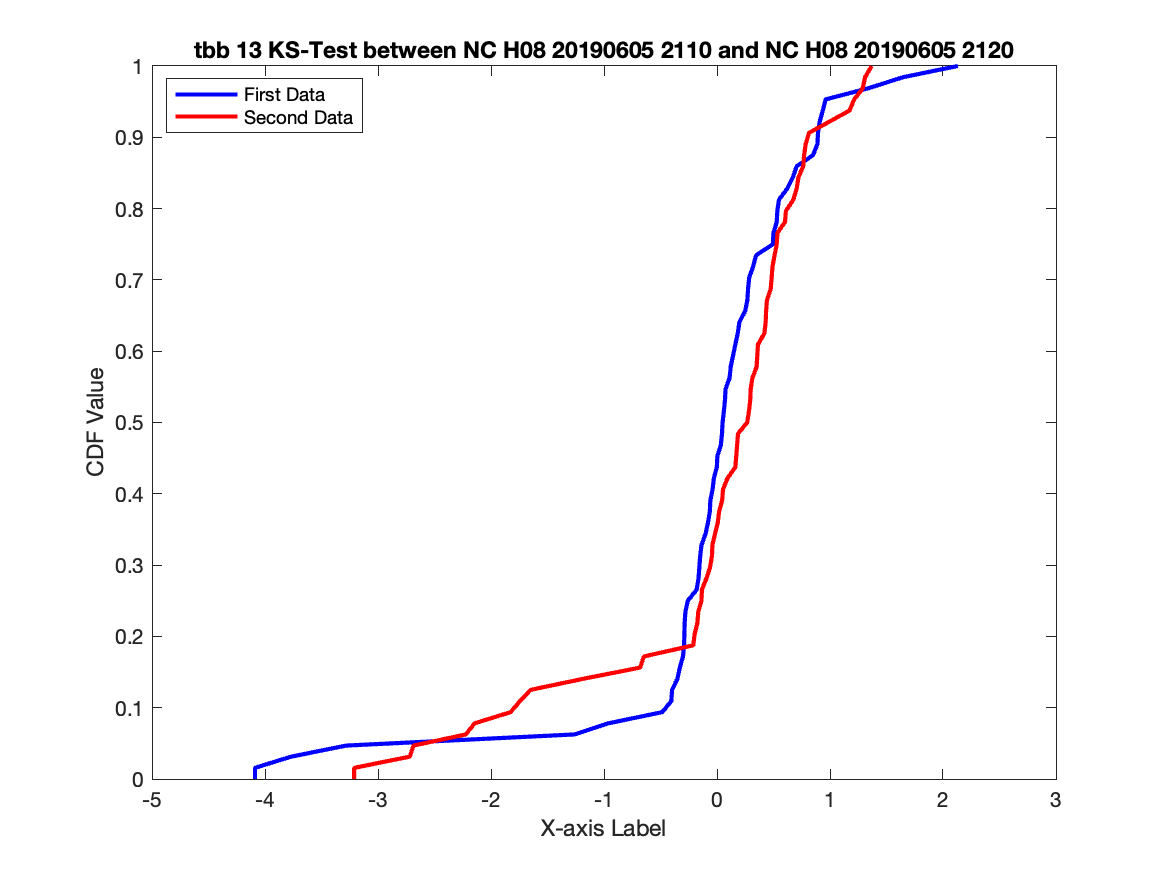 tbb 13 KS-Test between NC H08 20190605 2110 and NC H08 20190605 2120
First Data
Second Data
1
0.9
0.8
0.7
0.6
0.5
0.4
0.3
0.2
0.1
0
CDF Value
-5 -4 -3 -2 -1 0 1 2 3
X-axis Label